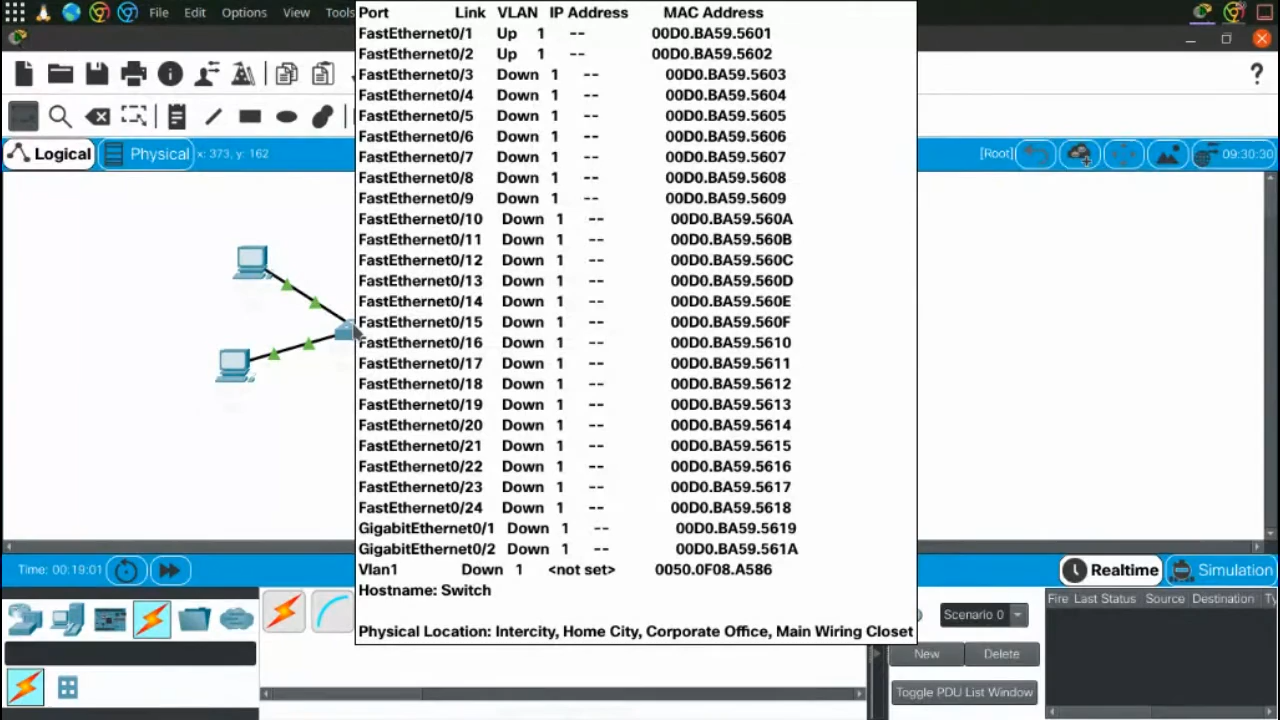 File Edit Options View Tools
Logical Physical x: 373, y: 162
[Root] 09:30:30
Port Link VLAN IP Address MAC Address
FastEthernet0/1 Up 1 -- 00D0.BA59.5601
FastEthernet0/2 Up 1 -- 00D0.BA59.5602
FastEthernet0/3 Down 1 -- 00D0.BA59.5603
FastEthernet0/4 Down 1 -- 00D0.BA59.5604
FastEthernet0/5 Down 1 -- 00D0.BA59.5605
FastEthernet0/6 Down 1 -- 00D0.BA59.5606
FastEthernet0/7 Down 1 -- 00D0.BA59.5607
FastEthernet0/8 Down 1 -- 00D0.BA59.5608
FastEthernet0/9 Down 1 -- 00D0.BA59.5609
FastEthernet0/10 Down 1 -- 00D0.BA59.560A
FastEthernet0/11 Down 1 -- 00D0.BA59.560B
FastEthernet0/12 Down 1 -- 00D0.BA59.560C
FastEthernet0/13 Down 1 -- 00D0.BA59.560D
FastEthernet0/14 Down 1 -- 00D0.BA59.560E
FastEthernet0/15 Down 1 -- 00D0.BA59.560F
FastEthernet0/16 Down 1 -- 00D0.BA59.5610
FastEthernet0/17 Down 1 -- 00D0.BA59.5611
FastEthernet0/18 Down 1 -- 00D0.BA59.5612
FastEthernet0/19 Down 1 -- 00D0.BA59.5613
FastEthernet0/20 Down 1 -- 00D0.BA59.5614
FastEthernet0/21 Down 1 -- 00D0.BA59.5615
FastEthernet0/22 Down 1 -- 00D0.BA59.5616
FastEthernet0/23 Down 1 -- 00D0.BA59.5617
FastEthernet0/24 Down 1 -- 00D0.BA59.5618
GigabitEthernet0/1 Down 1 -- 00D0.BA59.5619
GigabitEthernet0/2 Down 1 -- 00D0.BA59.561A
Vlan1 Down 1 <not set> 0050.0F08.A586
Hostname: Switch
Physical Location: Intercity, Home City, Corporate Office, Main Wiring Closet
Time: 00:19:01
Realtime Simulation
Scenario 0
New Delete
Toggle PDU List Window
Fire Last Status Source Destination Ty